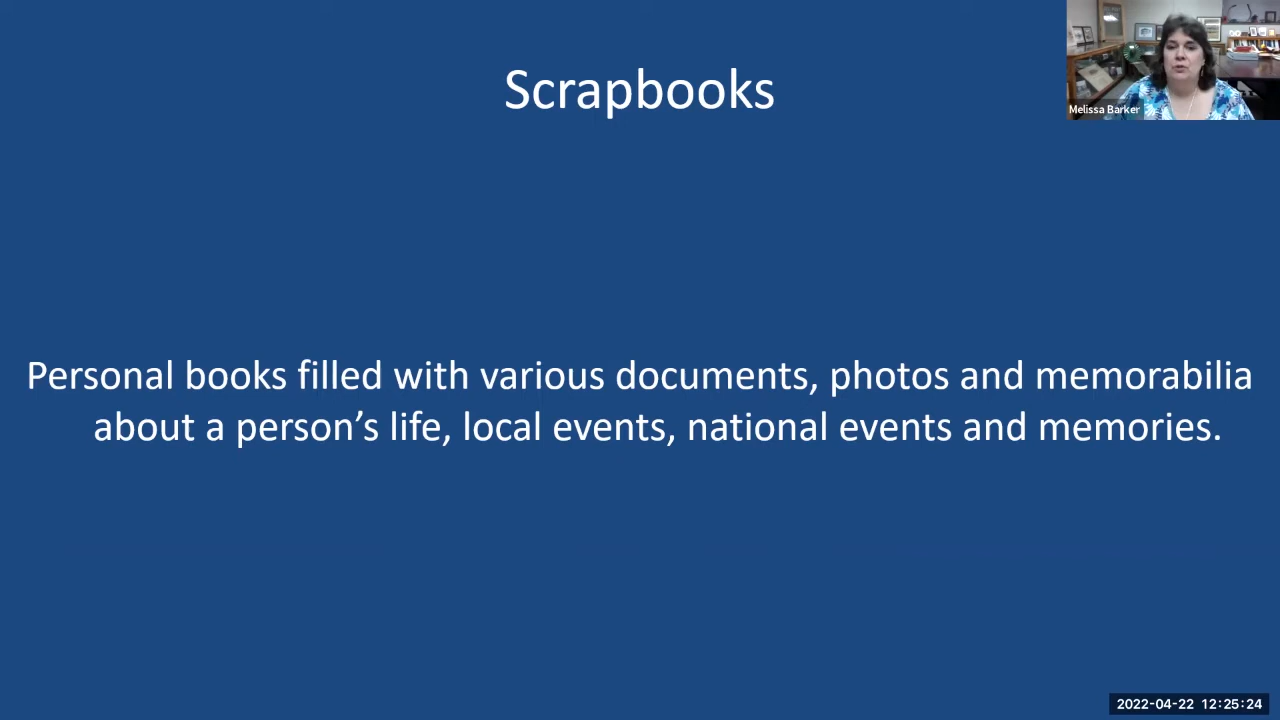 Scrapbooks
Melissa Barker
Personal books filled with various documents, photos and memorabilia
about a person’s life, local events, national events and memories.
2022-04-22 12:25:24